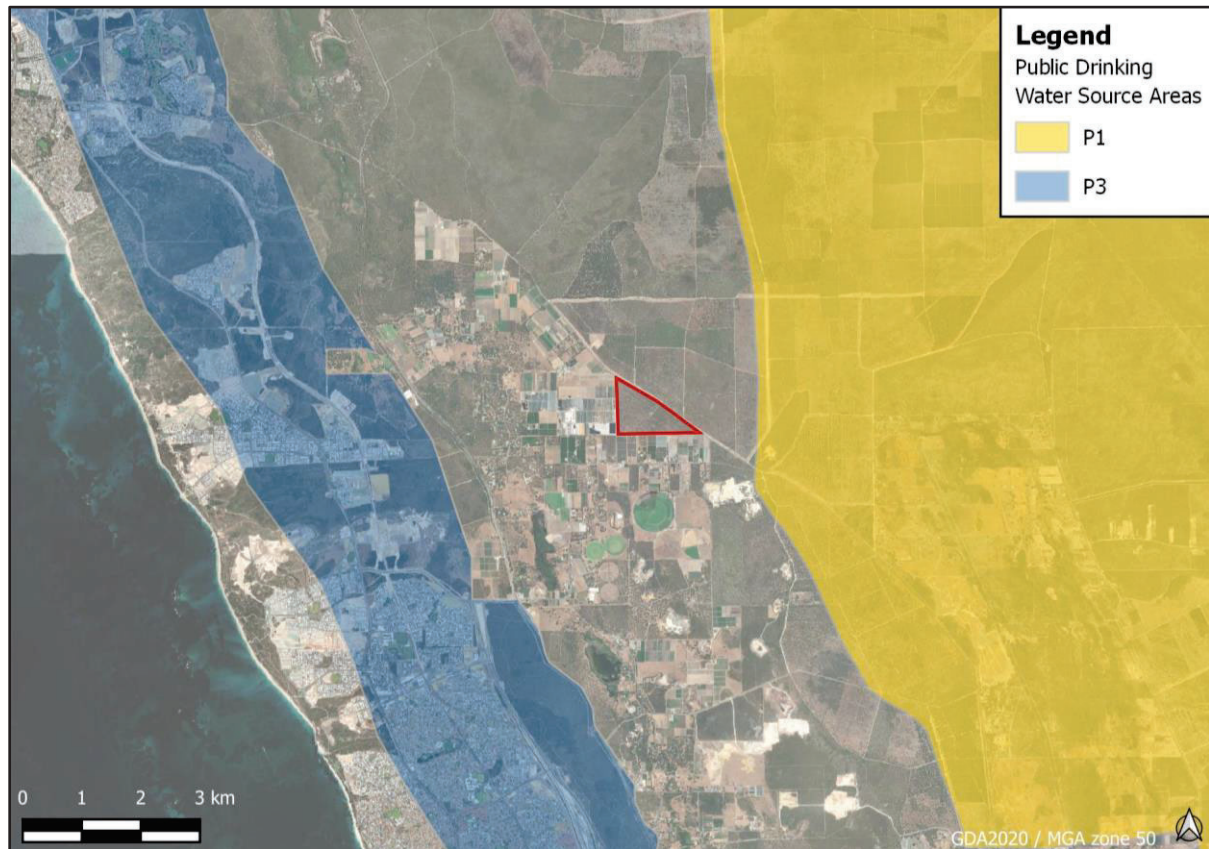 Legend
Public Drinking
Water Source Areas
P1
P3
0 1 2 3 km
GDA2020 / MGA zone 50